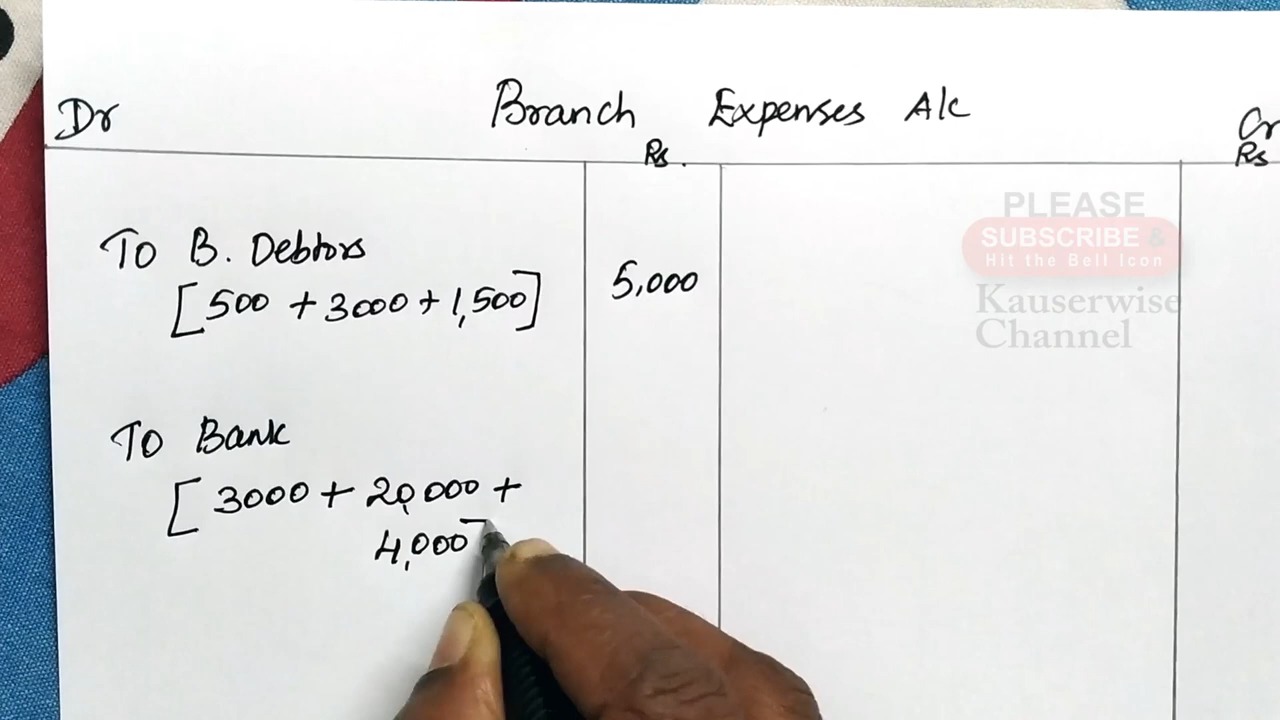 Dr Branch Expenses A/c Cr
Rs. Rs
To B. Debtors
[500 + 3000 + 1,500] 5,000
To Bank
[3000 + 20,000 +
4,000
PLEASE
SUBSCRIBE &
Hit the Bell Icon
Kauserwise
Channel